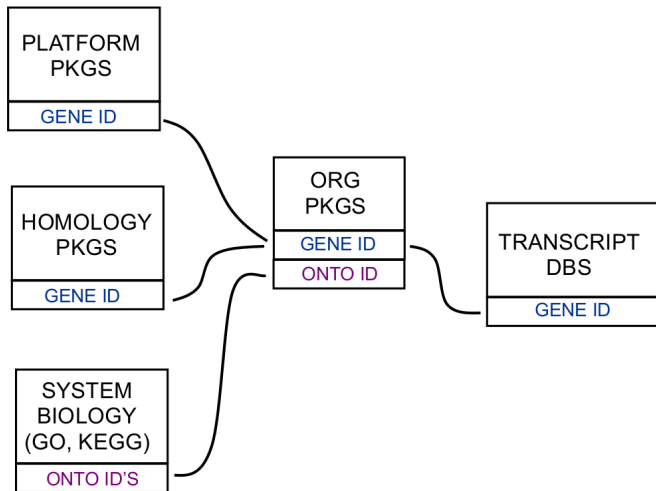 PLATFORM
PKGS
GENE ID
HOMOLOGY
PKGS
GENE ID
SYSTEM
BIOLOGY
(GO, KEGG)
ONTO ID'S
ORG
PKGS
GENE ID
ONTO ID
TRANSCRIPT
DBS
GENE ID